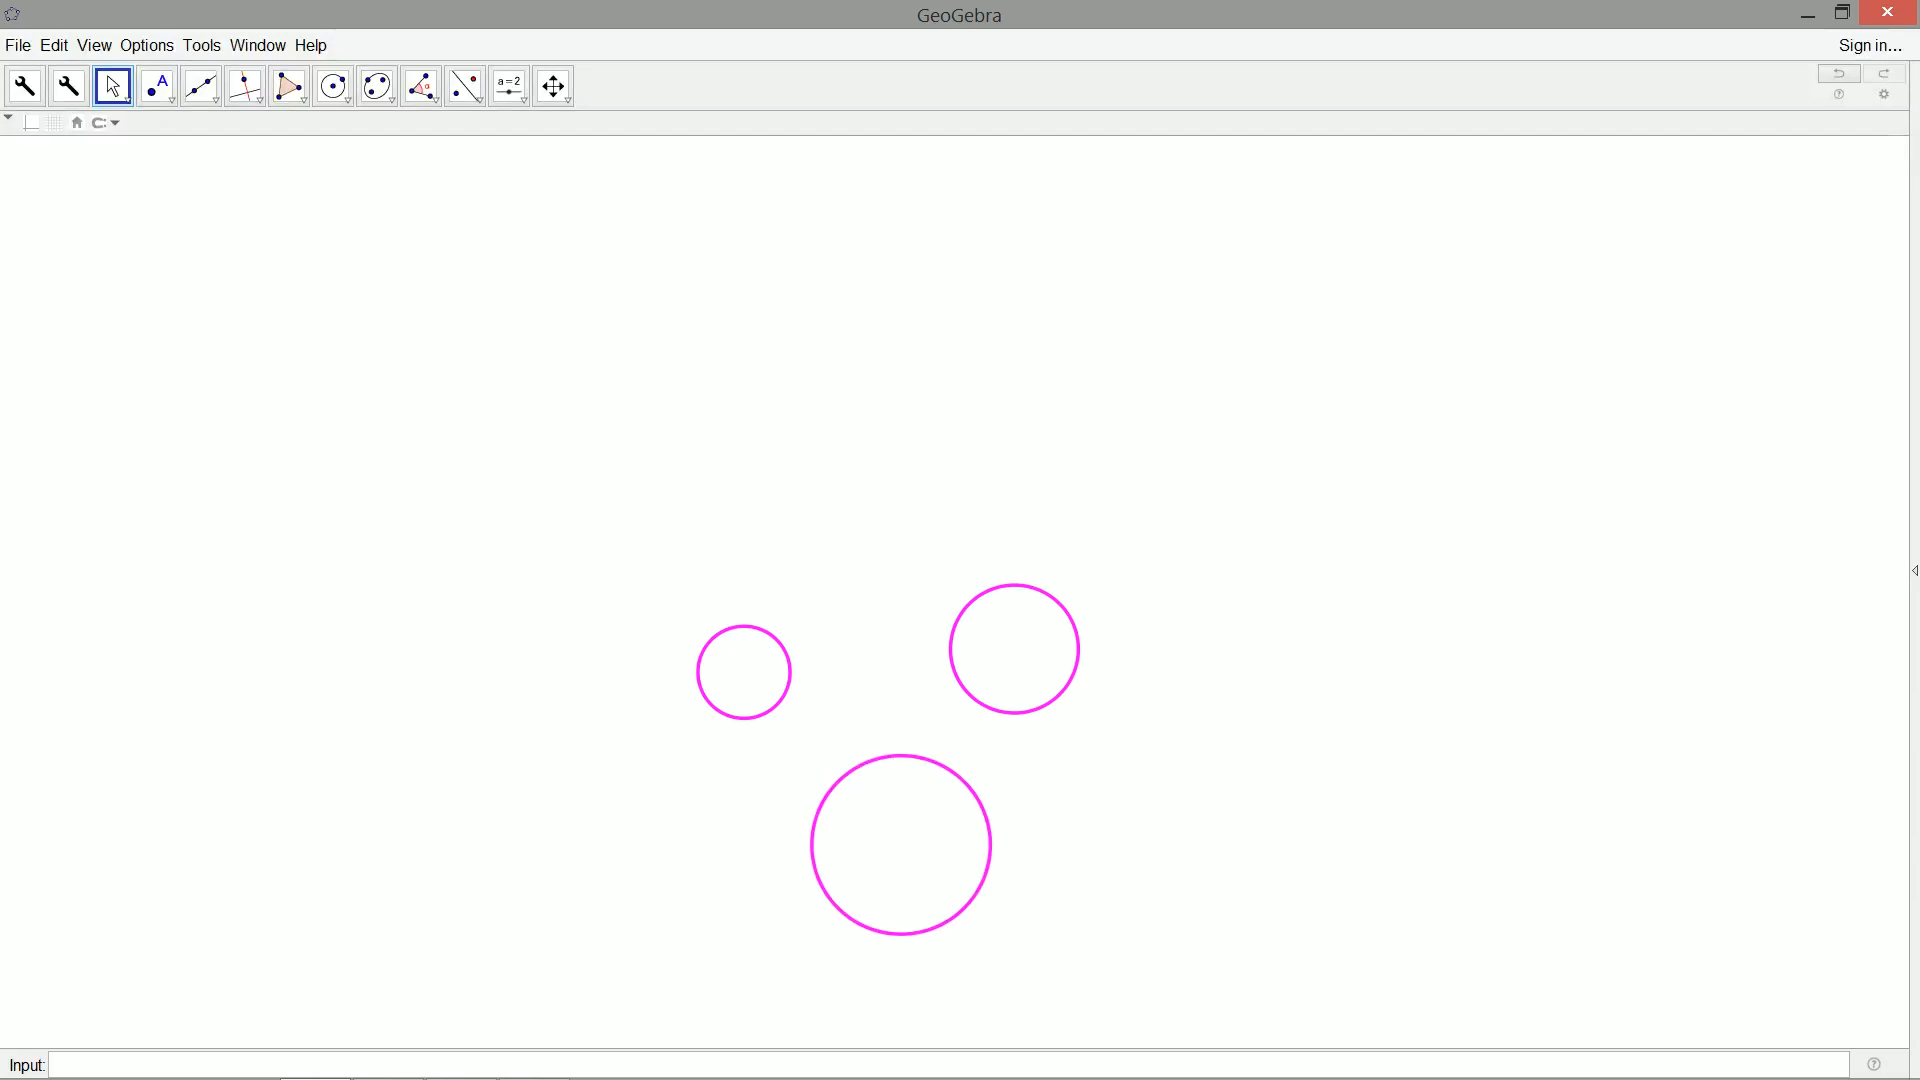 GeoGebra
File Edit View Options Tools Window Help
Sign in...
A
α
a=2
Input: